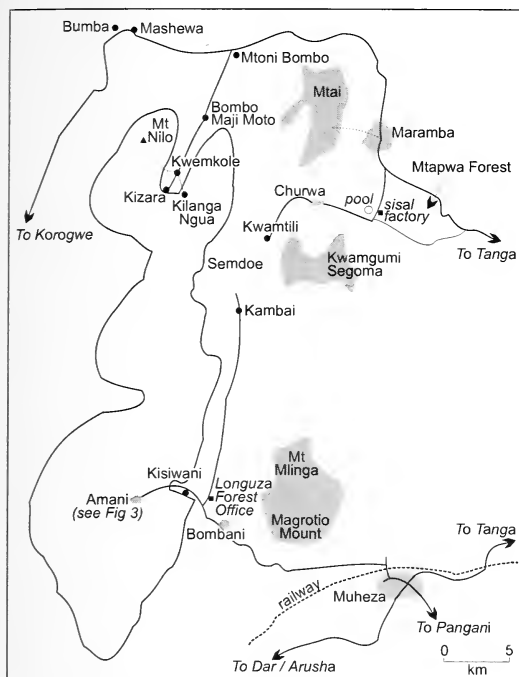 Bumba
Mashewa
Mtoni Bombo
Mtai
Bombo
Maji Moto
Mt
Nilo
Maramba
Kwemkole
Mtapwa Forest
Churwa
pool
sisal
factory
Kizara
Kilanga
Ngua
To Korogwe
Kwamtili
To Tanga
Semdoe
Kwamgumi
Segoma
Kambai
Mt
Mlinga
Kisiwani
Longuza
Forest
Office
Amani
(see Fig 3)
Magrotio
Mount
Bombani
To Tanga
railway
Muheza
To Pangani
To Dar / Arusha
0 5
km